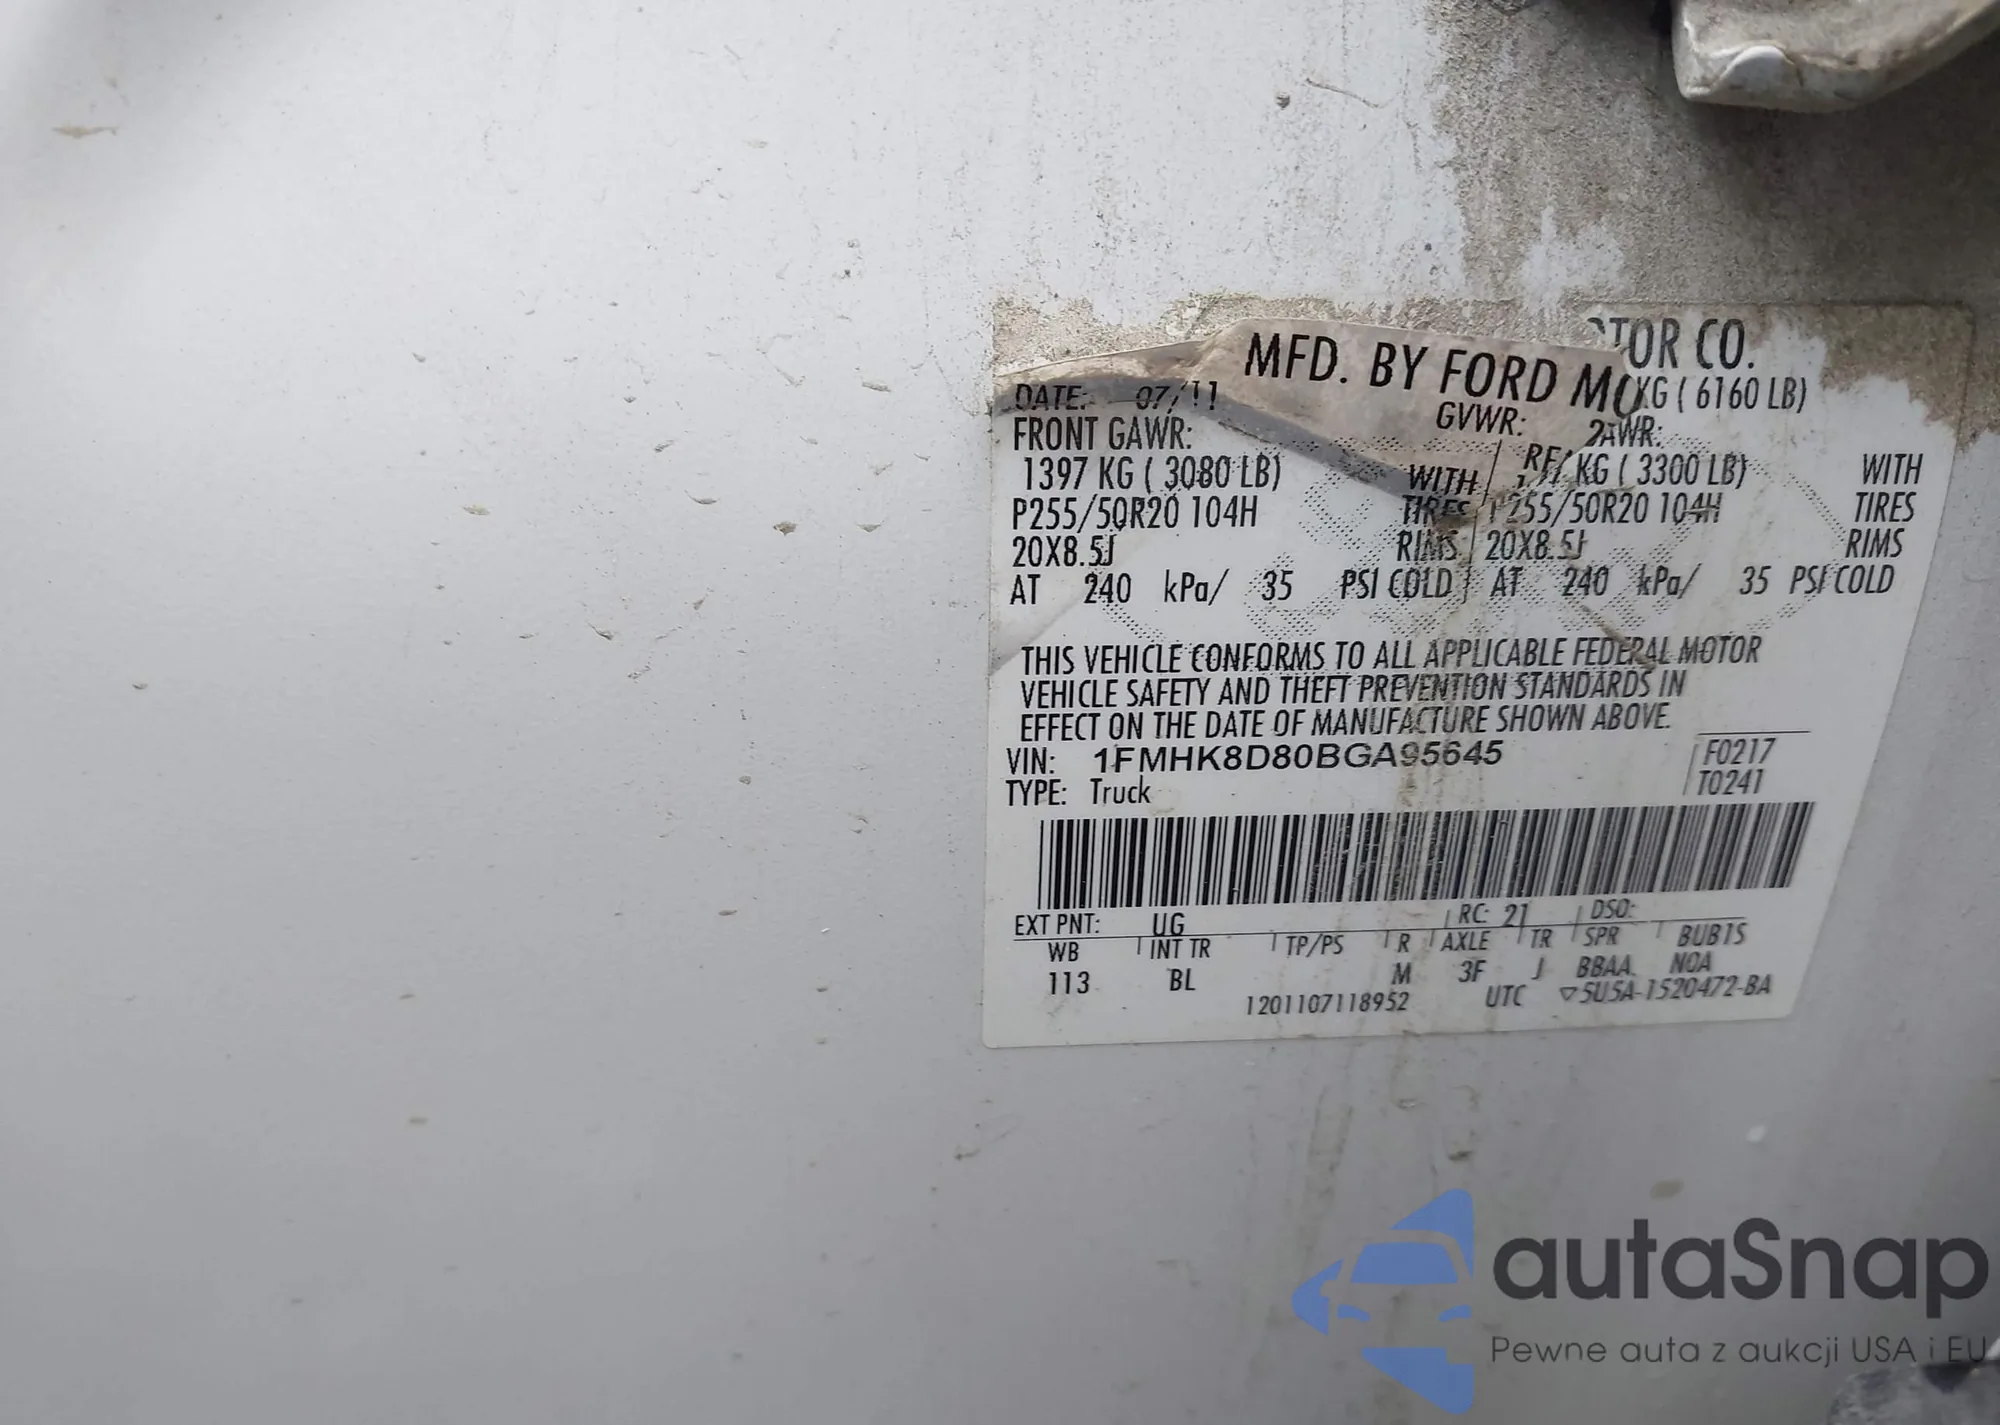 MFD. BY FORD MOTOR CO.
DATE: 07/11 GVWR: KG ( 6160 LB)
FRONT GAWR: GAWR:
1397 KG ( 3080 LB) WITH KG ( 3300 LB) WITH
P255/50R20 104H TIRES P255/50R20 104H TIRES
20X8.5J RIMS 20X8.5J RIMS
AT 240 kPa/ 35 PSI COLD AT 240 kPa/ 35 PSI COLD
THIS VEHICLE CONFORMS TO ALL APPLICABLE FEDERAL MOTOR
VEHICLE SAFETY AND THEFT PREVENTION STANDARDS IN
EFFECT ON THE DATE OF MANUFACTURE SHOWN ABOVE.
VIN: 1FMHK8D80BGA95645 F0217
TYPE: Truck T0241
EXT PNT: UG RC: 21 DSO:
WB INT TR TP/PS R AXLE TR SPR BUB1S
113 BL M 3F J BBAA NOA
1201107118952 UTC ▽5U5A-1520472-BA
autaSnap
Pewne auta z aukcji USA i EU